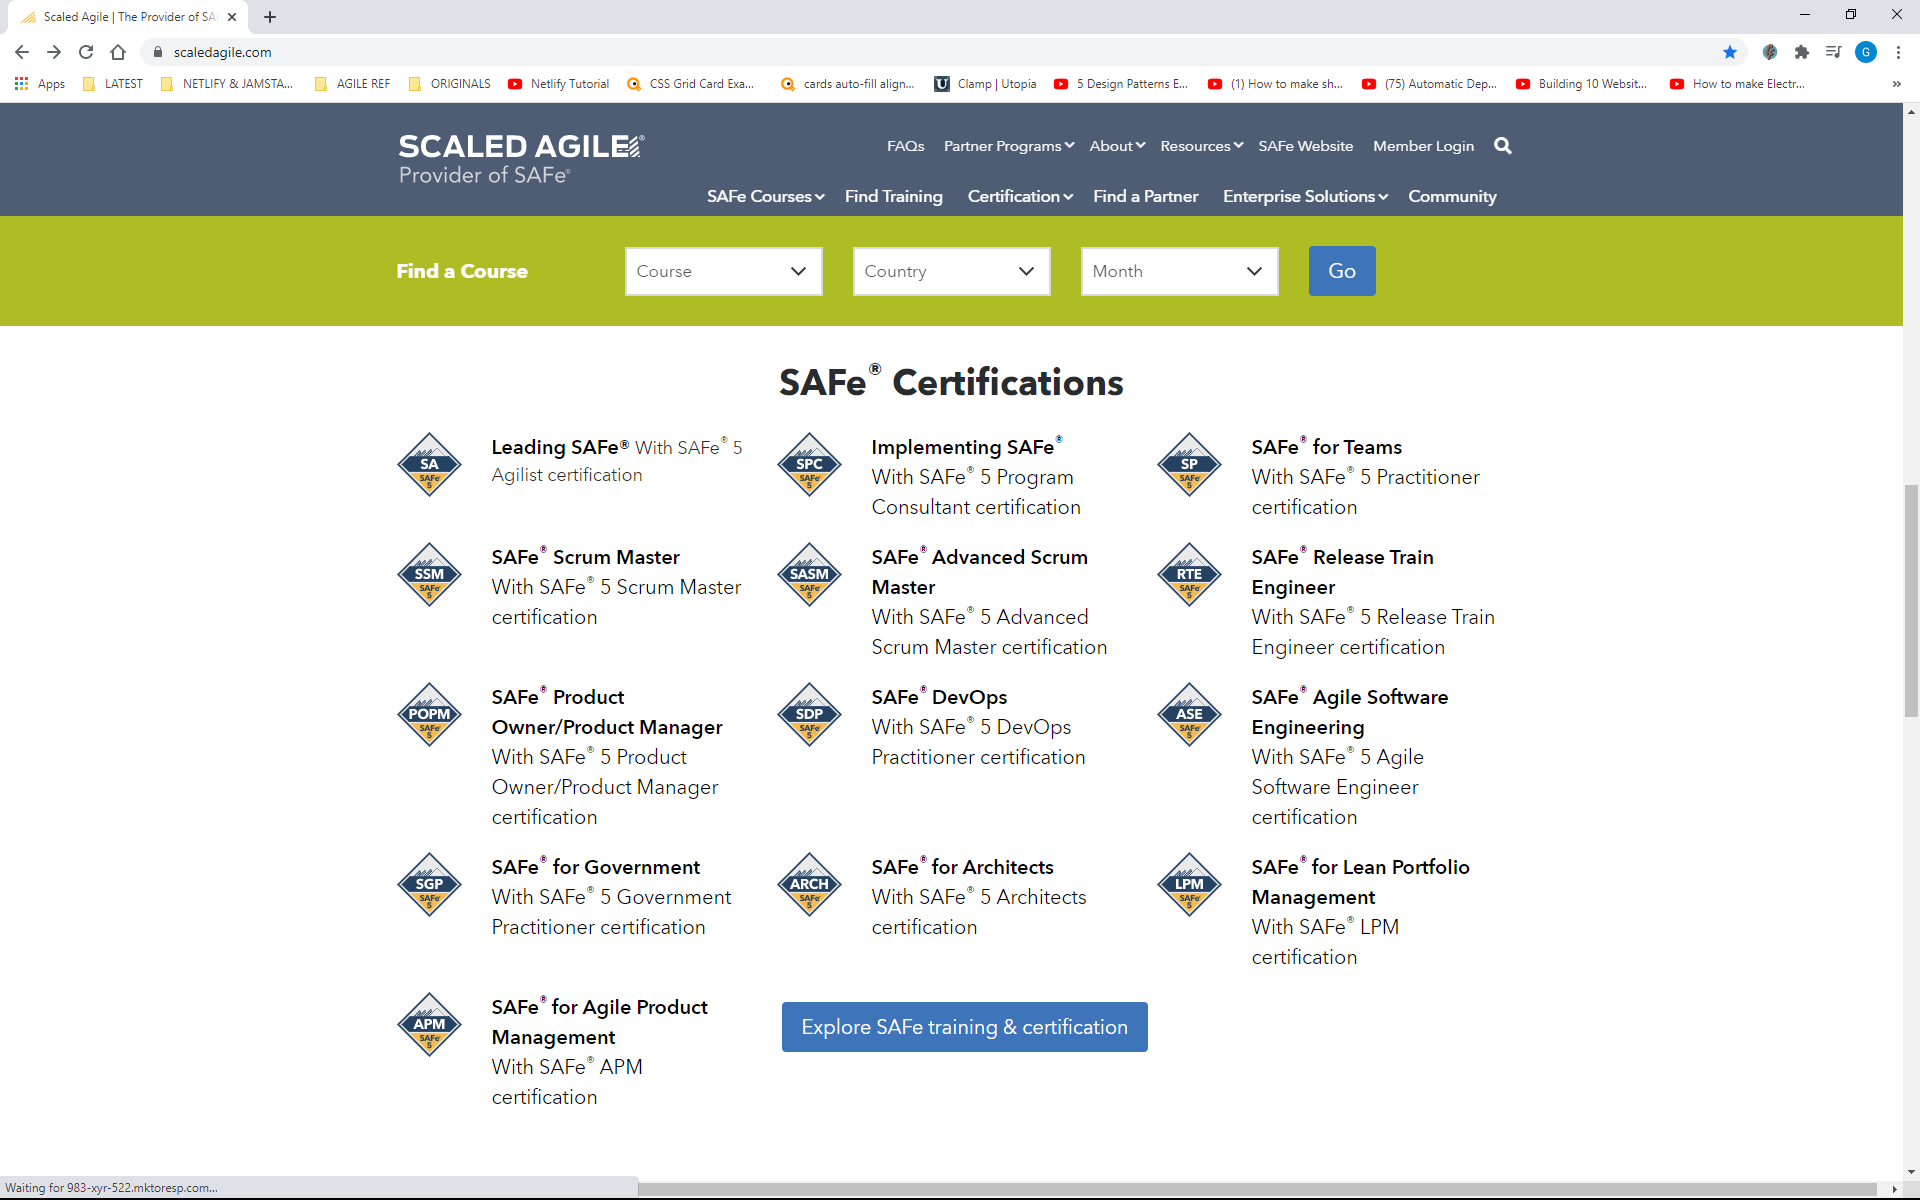 Scaled Agile | The Provider of SA
scaledagile.com
G
Apps LATEST NETLIFY & JAMSTA... AGILE REF ORIGINALS Netlify Tutorial CSS Grid Card Exa... cards auto-fill align... U Clamp | Utopia 5 Design Patterns E... (1) How to make sh... (75) Automatic Dep... Building 10 Websit... How to make Electr... »
SCALED AGILE®
Provider of SAFe®
FAQs Partner Programs About Resources SAFe Website Member Login
SAFe Courses Find Training Certification Find a Partner Enterprise Solutions Community
Find a Course Course Country Month Go
SAFe® Certifications
SA
SAFe®
5
Leading SAFe® With SAFe® 5
Agilist certification
SPC
SAFe®
5
Implementing SAFe®
With SAFe® 5 Program
Consultant certification
SP
SAFe®
5
SAFe® for Teams
With SAFe® 5 Practitioner
certification
SSM
SAFe®
5
SAFe® Scrum Master
With SAFe® 5 Scrum Master
certification
SASM
SAFe®
5
SAFe® Advanced Scrum
Master
With SAFe® 5 Advanced
Scrum Master certification
RTE
SAFe®
5
SAFe® Release Train
Engineer
With SAFe® 5 Release Train
Engineer certification
POPM
SAFe®
5
SAFe® Product
Owner/Product Manager
With SAFe® 5 Product
Owner/Product Manager
certification
SDP
SAFe®
5
SAFe® DevOps
With SAFe® 5 DevOps
Practitioner certification
ASE
SAFe®
5
SAFe® Agile Software
Engineering
With SAFe® 5 Agile
Software Engineer
certification
SGP
SAFe®
5
SAFe® for Government
With SAFe® 5 Government
Practitioner certification
ARCH
SAFe®
5
SAFe® for Architects
With SAFe® 5 Architects
certification
LPM
SAFe®
5
SAFe® for Lean Portfolio
Management
With SAFe® LPM
certification
APM
SAFe®
5
SAFe® for Agile Product
Management
With SAFe® APM
certification
Explore SAFe training & certification
Waiting for 983-xyr-522.mktoresp.com...